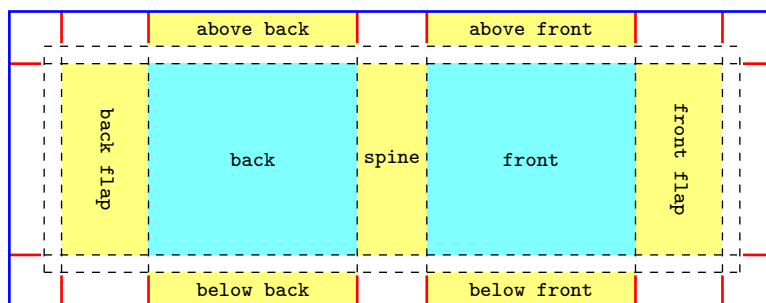 above back
above front
back flap
back
spine
front
front flap
below back
below front